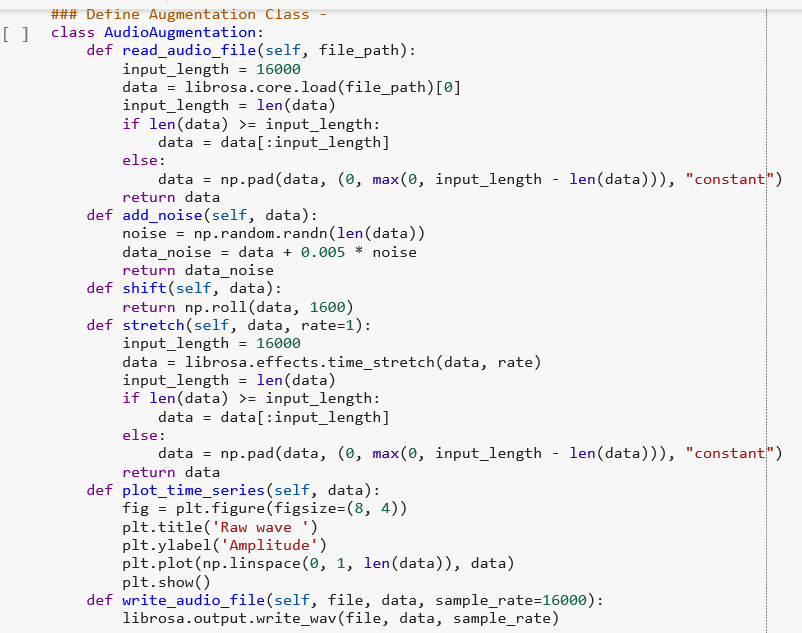 ### Define Augmentation Class -
[ ] class AudioAugmentation:
    def read_audio_file(self, file_path):
        input_length = 16000
        data = librosa.core.load(file_path)[0]
        input_length = len(data)
        if len(data) >= input_length:
            data = data[:input_length]
        else:
            data = np.pad(data, (0, max(0, input_length - len(data))), "constant")
        return data
    def add_noise(self, data):
        noise = np.random.randn(len(data))
        data_noise = data + 0.005 * noise
        return data_noise
    def shift(self, data):
        return np.roll(data, 1600)
    def stretch(self, data, rate=1):
        input_length = 16000
        data = librosa.effects.time_stretch(data, rate)
        input_length = len(data)
        if len(data) >= input_length:
            data = data[:input_length]
        else:
            data = np.pad(data, (0, max(0, input_length - len(data))), "constant")
        return data
    def plot_time_series(self, data):
        fig = plt.figure(figsize=(8, 4))
        plt.title('Raw wave ')
        plt.ylabel('Amplitude')
        plt.plot(np.linspace(0, 1, len(data)), data)
        plt.show()
    def write_audio_file(self, file, data, sample_rate=16000):
        librosa.output.write_wav(file, data, sample_rate)